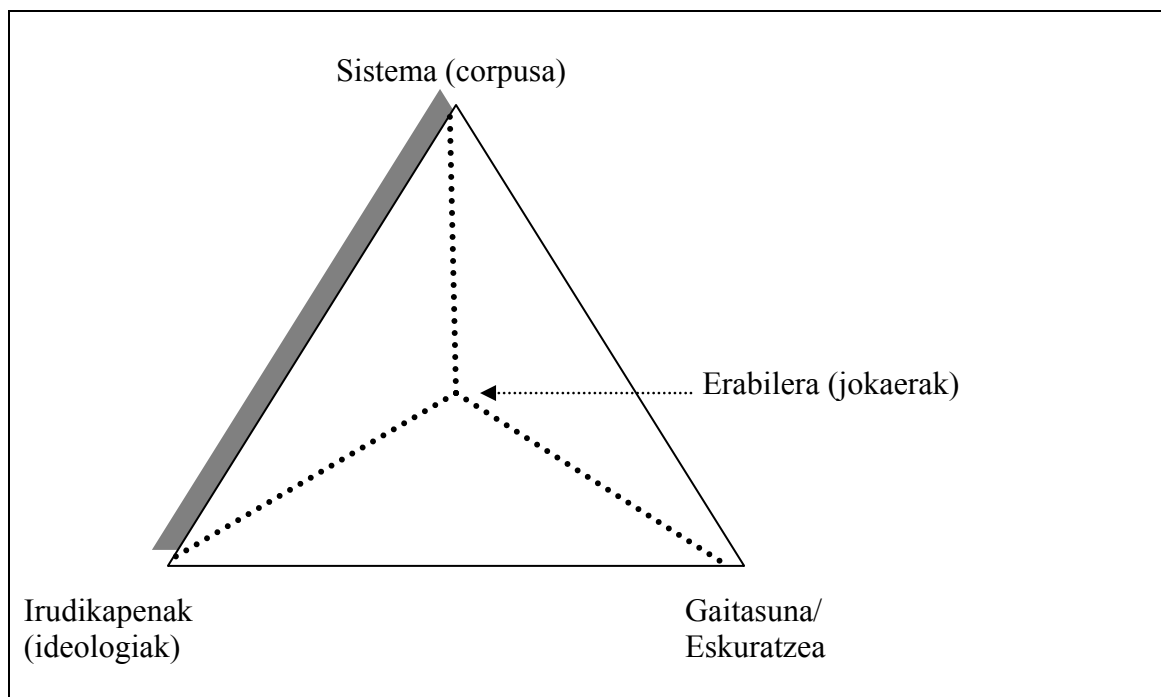 Sistema (corpusa)
Erabilera (jokaerak)
Irudikapenak
(ideologiak)
Gaitasuna/
Eskuratzea